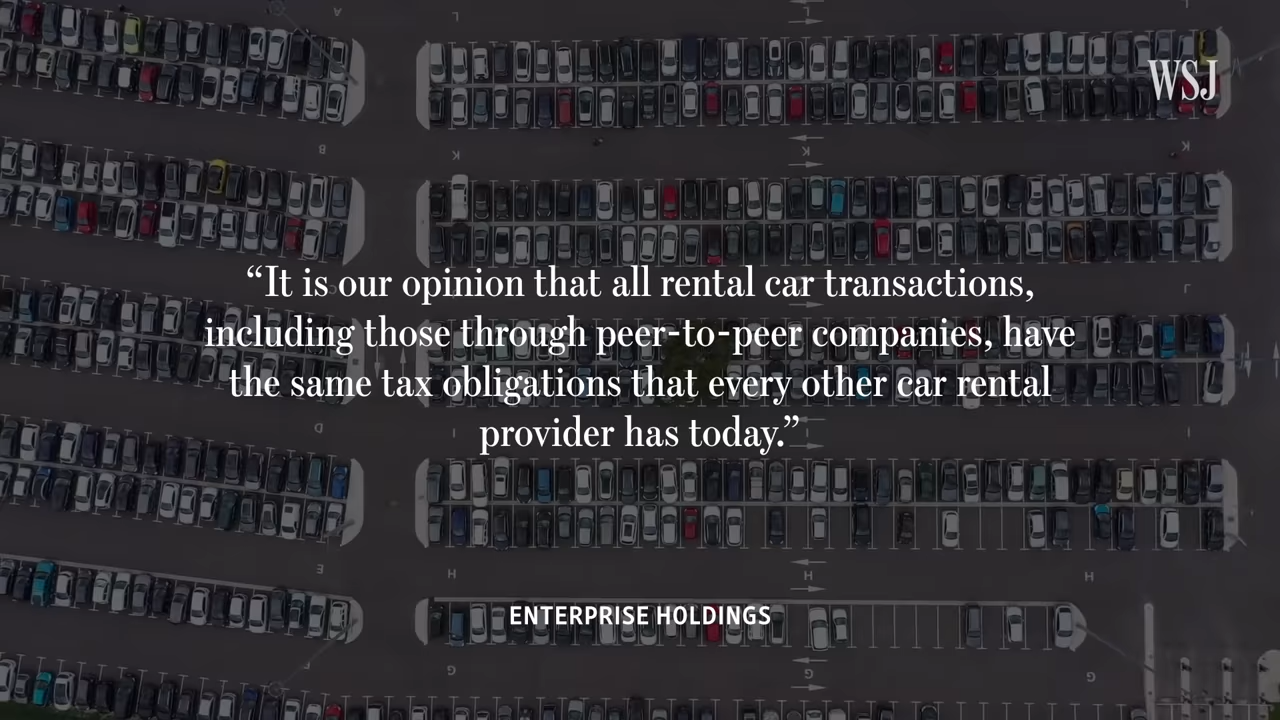 WSJ
“It is our opinion that all rental car transactions,
including those through peer-to-peer companies, have
the same tax obligations that every other car rental
provider has today.”
ENTERPRISE HOLDINGS
A
L
L
L
B
K
K
K
J
D
E
H
H
H
G
G
G